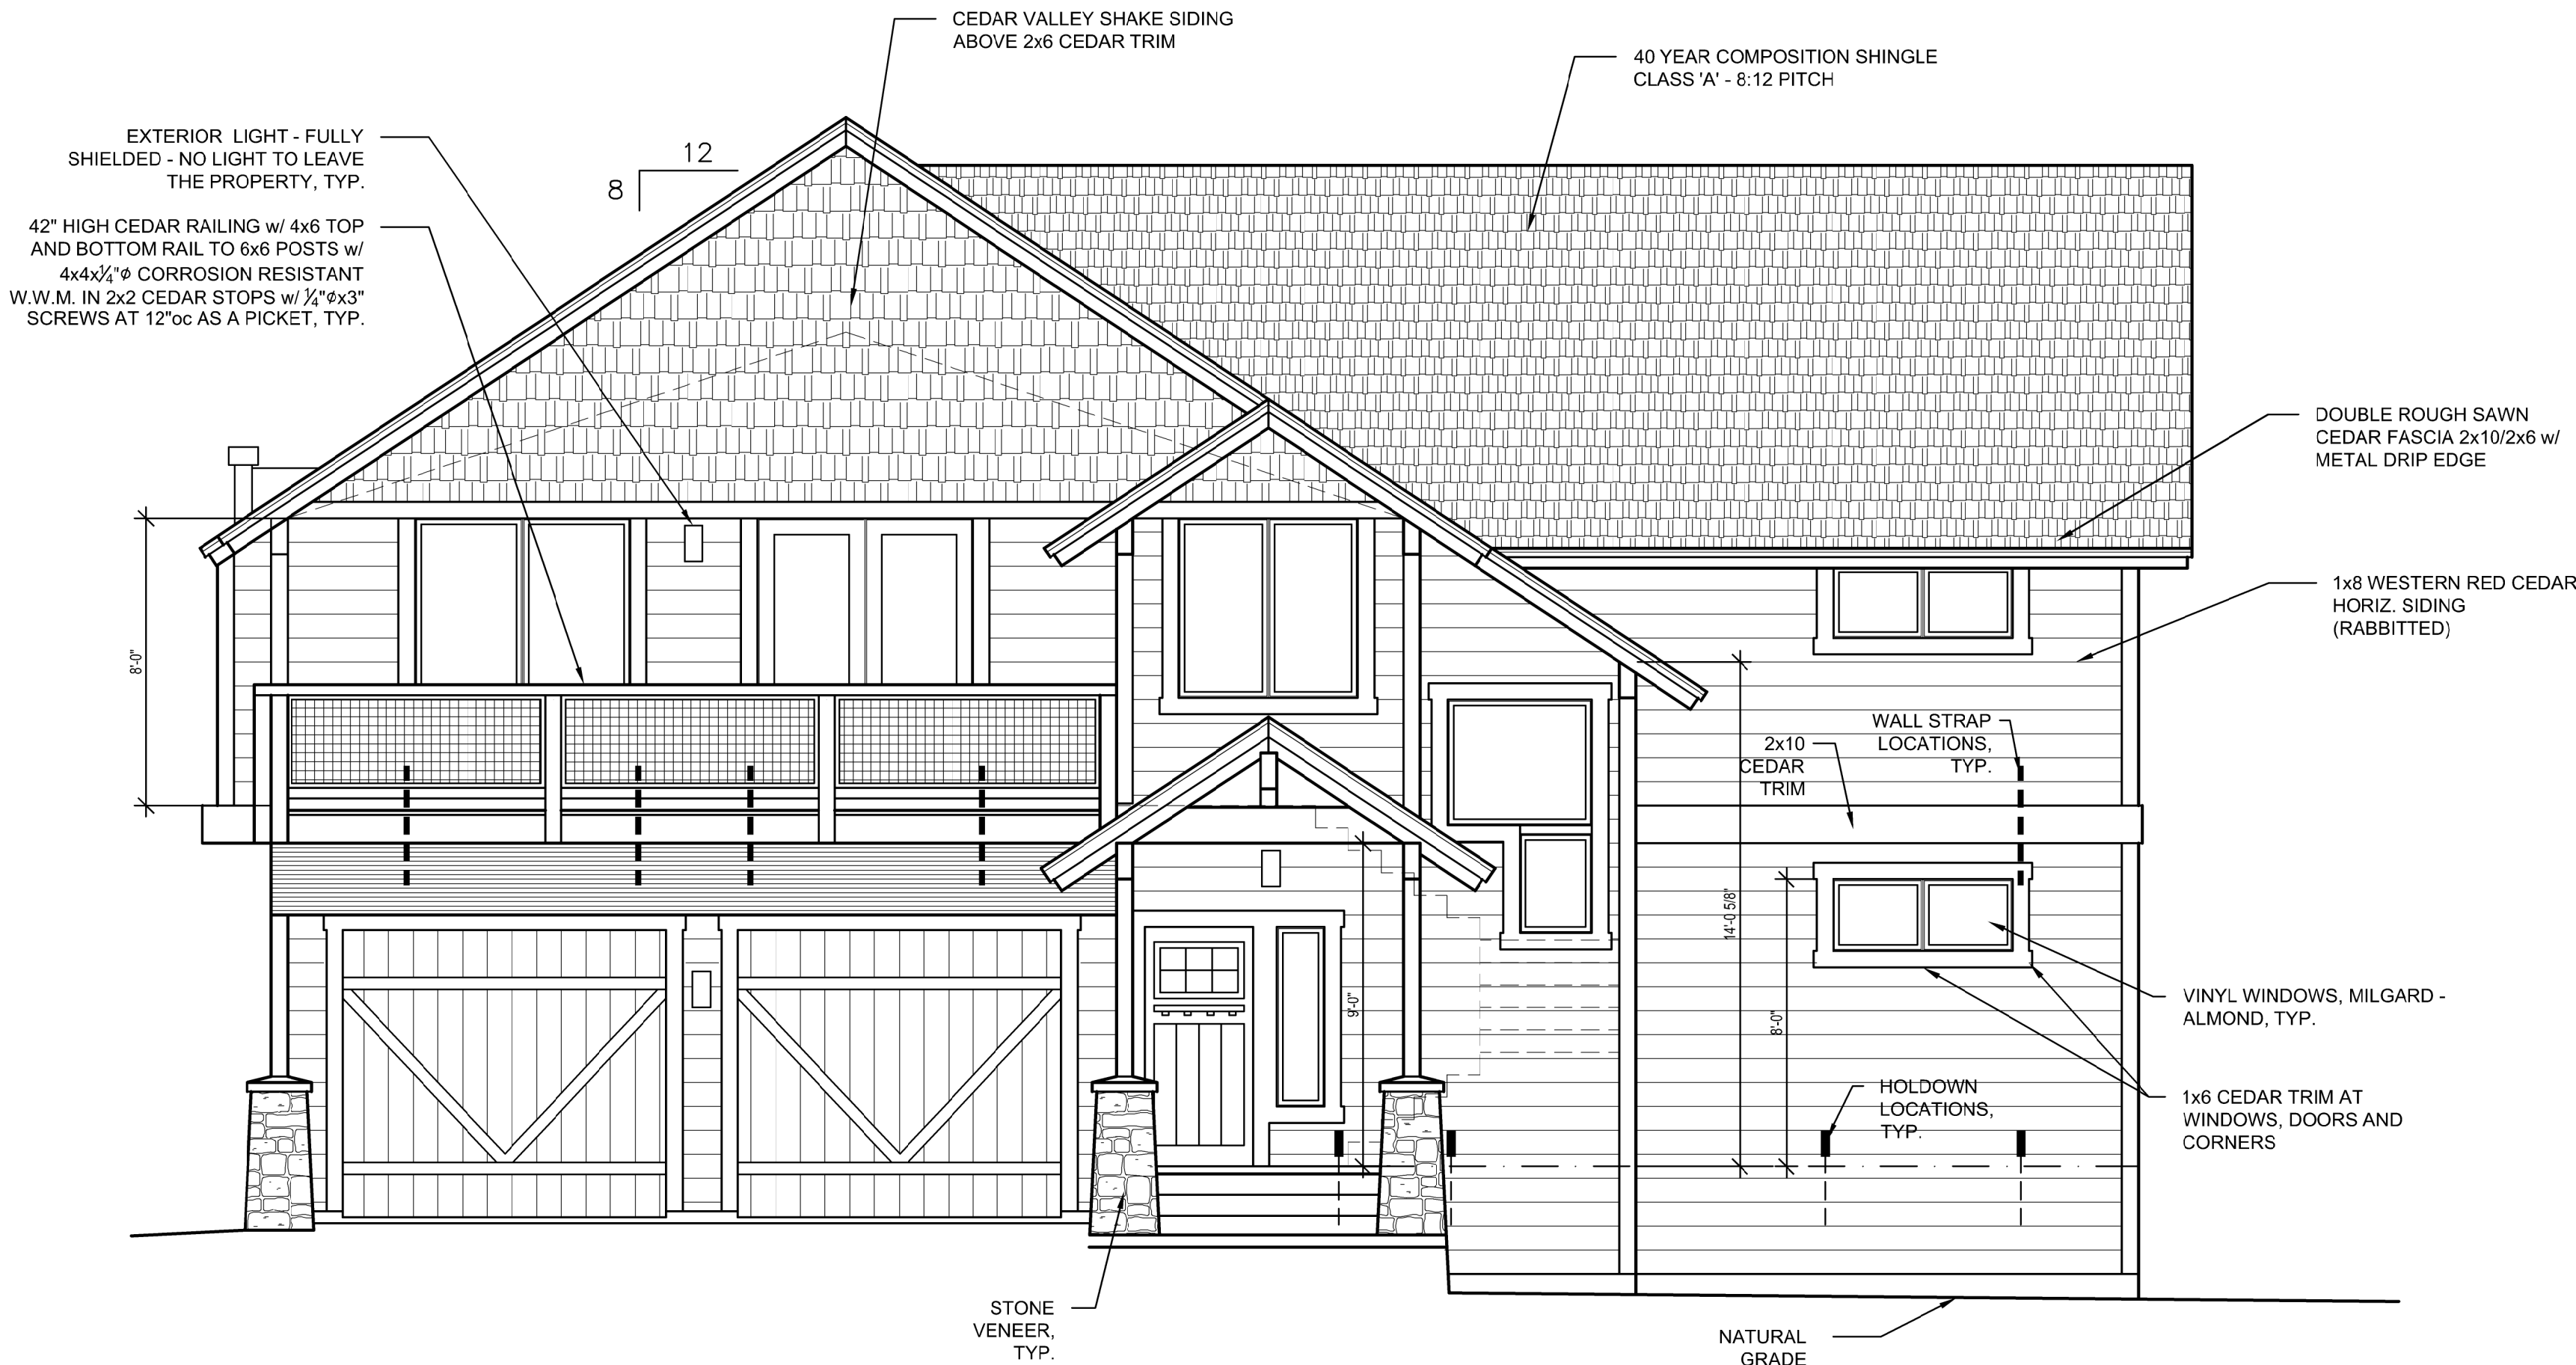 CEDAR VALLEY SHAKE SIDING
ABOVE 2x6 CEDAR TRIM
40 YEAR COMPOSITION SHINGLE
CLASS 'A' - 8:12 PITCH
EXTERIOR LIGHT - FULLY
SHIELDED - NO LIGHT TO LEAVE
THE PROPERTY, TYP.
12
8
42" HIGH CEDAR RAILING w/ 4x6 TOP
AND BOTTOM RAIL TO 6x6 POSTS w/
4x4x¼"ø CORROSION RESISTANT
W.W.M. IN 2x2 CEDAR STOPS w/ ¼"øx3"
SCREWS AT 12"oc AS A PICKET, TYP.
DOUBLE ROUGH SAWN
CEDAR FASCIA 2x10/2x6 w/
METAL DRIP EDGE
1x8 WESTERN RED CEDAR
HORIZ. SIDING
(RABBITTED)
8'-0"
WALL STRAP
LOCATIONS,
TYP.
2x10
CEDAR
TRIM
14'-0 5/8"
9'-0"
8'-0"
VINYL WINDOWS, MILGARD -
ALMOND, TYP.
HOLDOWN
LOCATIONS,
TYP.
1x6 CEDAR TRIM AT
WINDOWS, DOORS AND
CORNERS
STONE
VENEER,
TYP.
NATURAL
GRADE